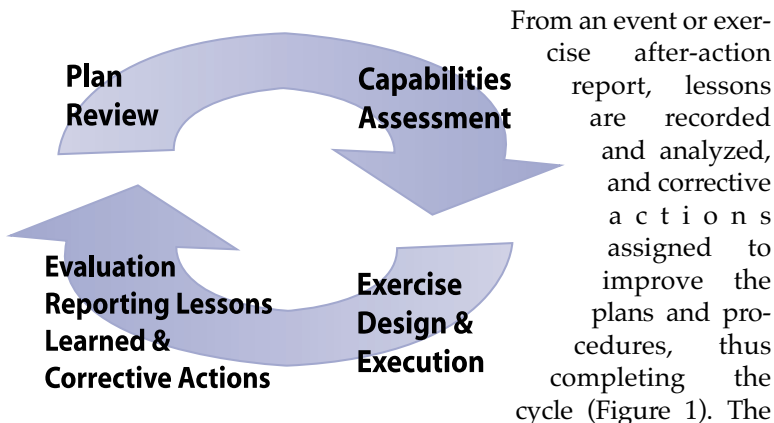 Plan
Review
Capabilities
Assessment
Evaluation
Reporting Lessons
Learned &
Corrective Actions
Exercise
Design &
Execution
From an event or exer-
cise after-action
report, lessons
are recorded
and analyzed,
and corrective
actions
assigned to
improve the
plans and pro-
cedures, thus
completing the
cycle (Figure 1). The